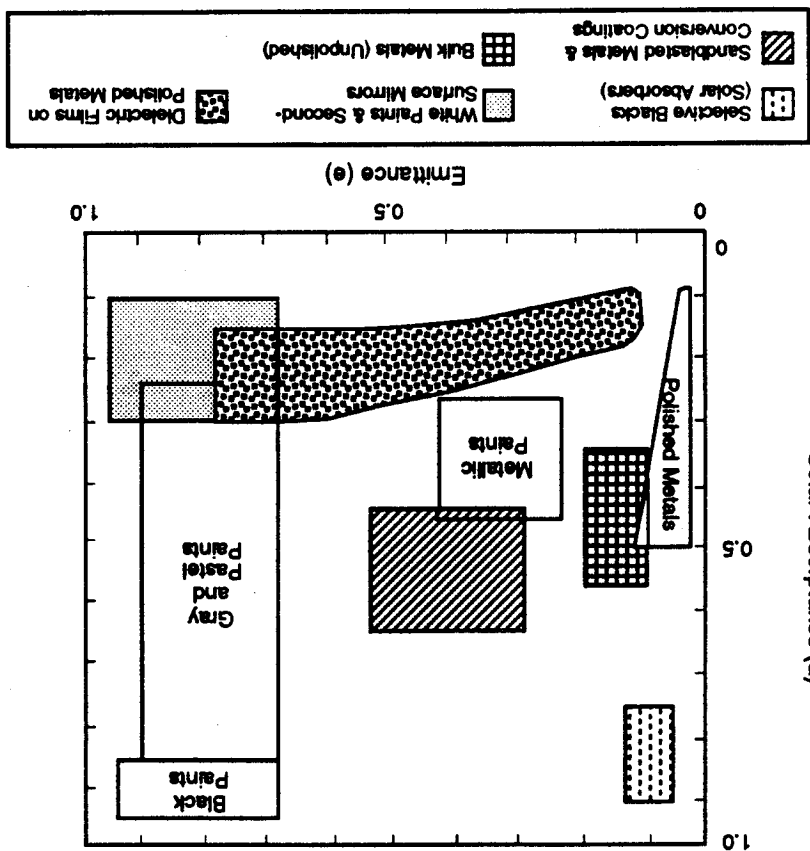 1.0
Black
Paints
Gray
and
Pastel
Paints
Metallic
Paints
Polished Metals
0.5
0
0
0.5
1.0
Emittance (e)
Selective Blacks
(Solar Absorbers)
White Paints & Second-
Surface Mirrors
Dielectric Films on
Polished Metals
Sandblasted Metals &
Conversion Coatings
Bulk Metals (Unpolished)